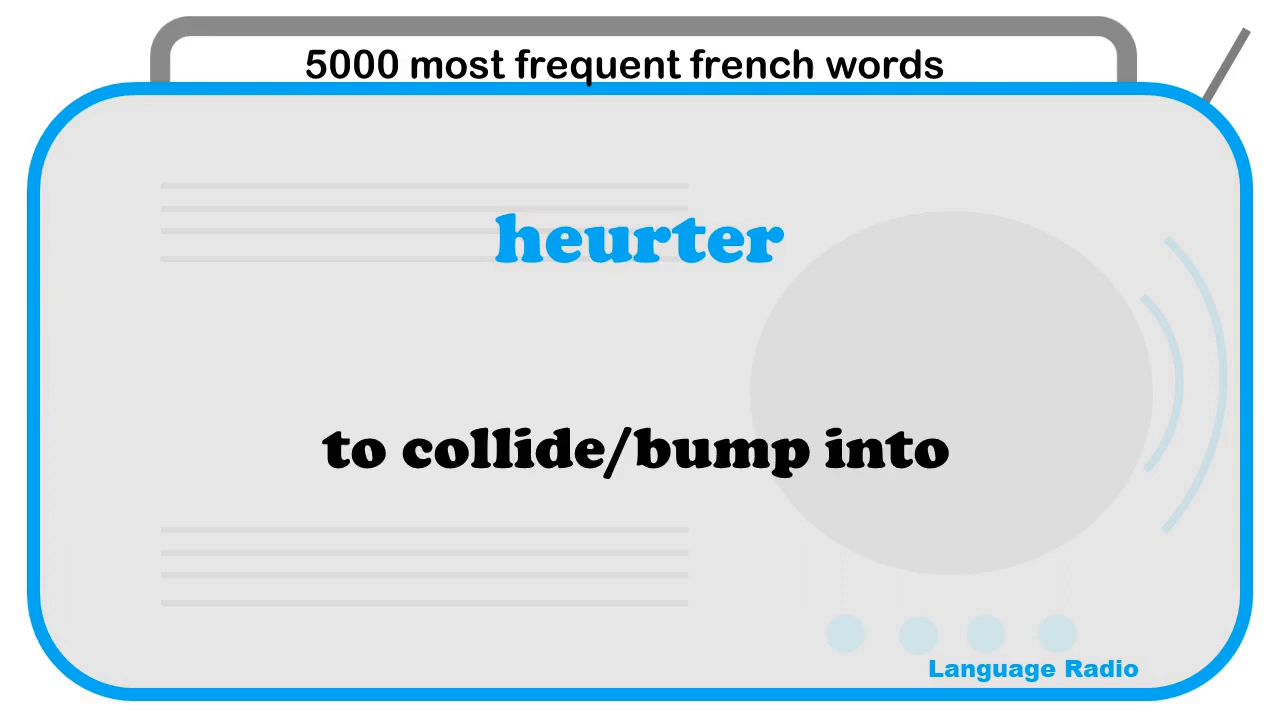 5000 most frequent french words
heurter
to collide/bump into
Language Radio